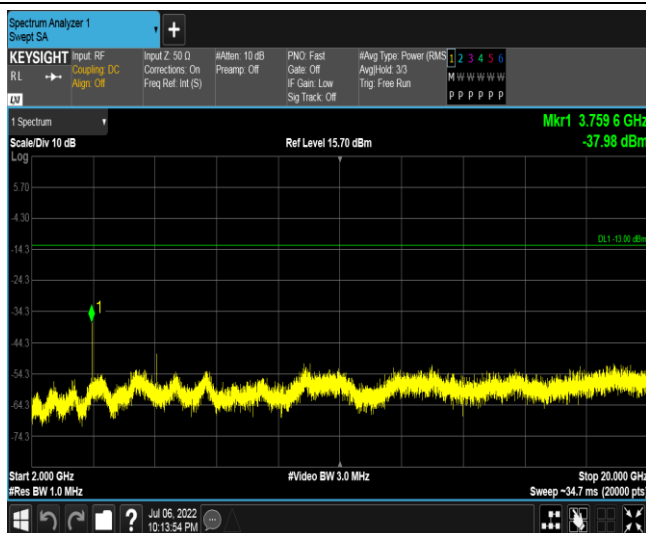 Spectrum Analyzer 1
Swept SA
+
KEYSIGHT Input: RF
RL
Coupling: DC
Align: Off
LXI
Input Z: 50 Ω
Corrections: On
Freq Ref: Int (S)
#Atten: 10 dB
Preamp: Off
PNO: Fast
Gate: Off
IF Gain: Low
Sig Track: Off
#Avg Type: Power (RMS
Avg|Hold: 3/3
Trig: Free Run
1 2 3 4 5 6
M W W W W W
P P P P P P
1 Spectrum
Mkr1 3.759 6 GHz
Scale/Div 10 dB
Ref Level 15.70 dBm
-37.98 dBm
Log
5.70
-4.30
DL1 -13.00 dBm
-14.3
-24.3
-34.3
1
-44.3
-54.3
-64.3
-74.3
Start 2.000 GHz
#Video BW 3.0 MHz
Stop 20.000 GHz
#Res BW 1.0 MHz
Sweep ~34.7 ms (20000 pts)
?
Jul 06, 2022
10:13:54 PM